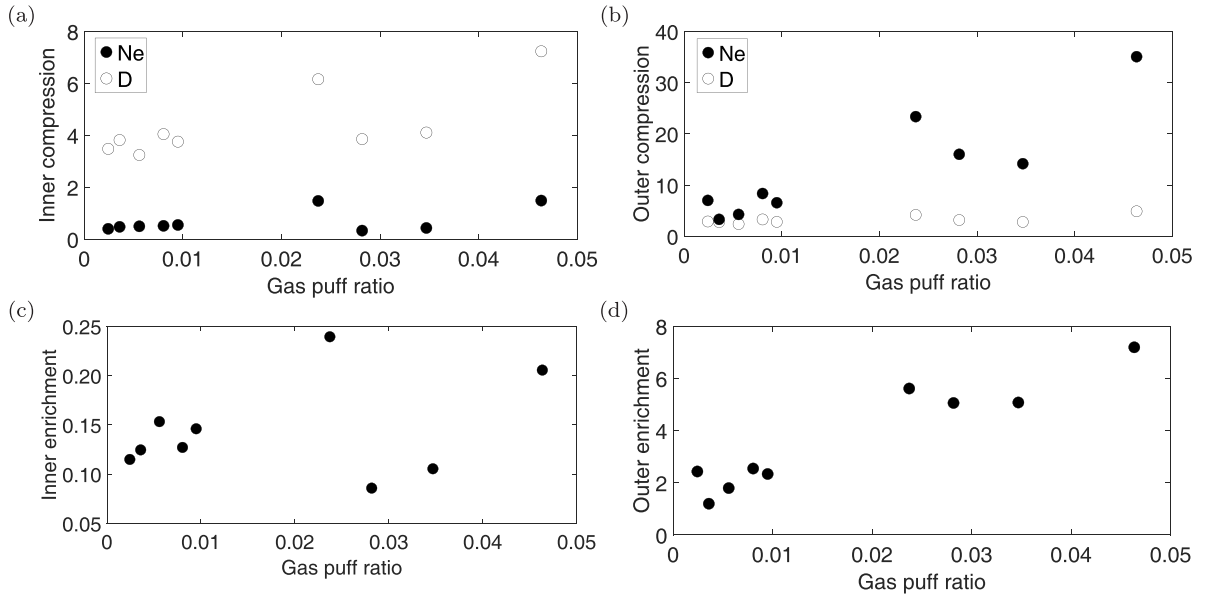 (a)
8
6
4
2
0
Inner compression
Ne
D
0
0.01
0.02
0.03
0.04
0.05
Gas puff ratio
(b)
40
30
20
10
0
Outer compression
Ne
D
0
0.01
0.02
0.03
0.04
0.05
Gas puff ratio
(c)
0.25
0.20
0.15
0.10
0.05
Inner enrichment
0
0.01
0.02
0.03
0.04
0.05
Gas puff ratio
(d)
8
6
4
2
0
Outer enrichment
0
0.01
0.02
0.03
0.04
0.05
Gas puff ratio